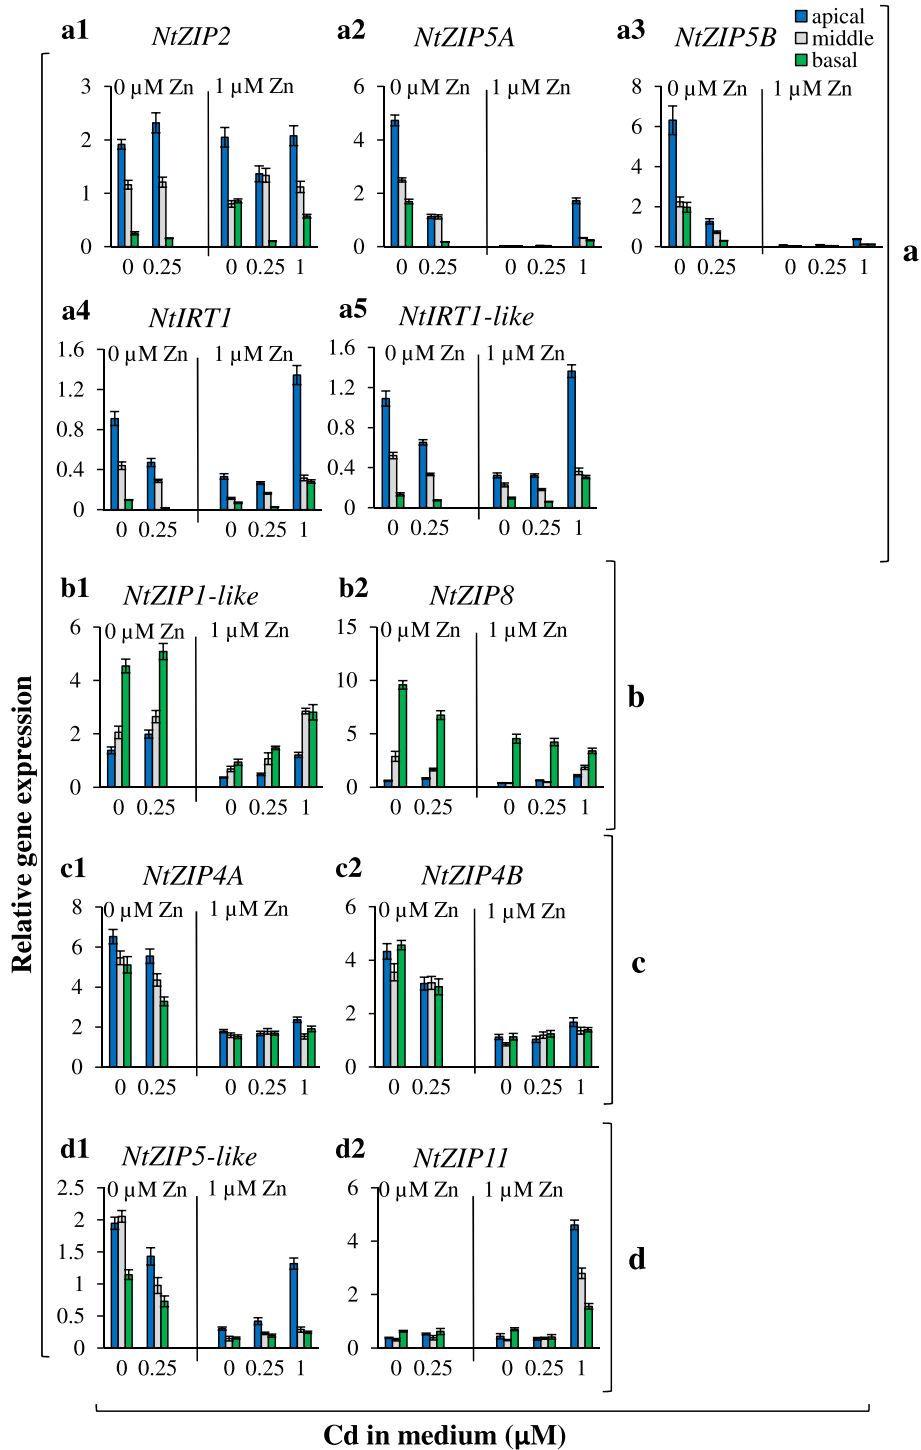 a1 NtZIP2
a2 NtZIP5A
a3 NtZIP5B
apical
middle
basal
0 µM Zn 1 µM Zn
3
2
1
0
0 0.25 0 0.25 1
0 µM Zn 1 µM Zn
6
4
2
0
0 0.25 0 0.25 1
0 µM Zn 1 µM Zn
8
6
4
2
0
0 0.25 0 0.25 1
a
a4 NtIRT1
0 µM Zn 1 µM Zn
1.6
1.2
0.8
0.4
0
0 0.25 0 0.25 1
a5 NtIRT1-like
0 µM Zn 1 µM Zn
1.6
1.2
0.8
0.4
0
0 0.25 0 0.25 1
b1 NtZIP1-like
0 µM Zn 1 µM Zn
6
4
2
0
0 0.25 0 0.25 1
b2 NtZIP8
0 µM Zn 1 µM Zn
15
10
5
0
0 0.25 0 0.25 1
b
Relative gene expression
c1 NtZIP4A
0 µM Zn 1 µM Zn
8
6
4
2
0
0 0.25 0 0.25 1
c2 NtZIP4B
0 µM Zn 1 µM Zn
6
4
2
0
0 0.25 0 0.25 1
c
d1 NtZIP5-like
0 µM Zn 1 µM Zn
2.5
2
1.5
1
0.5
0
0 0.25 0 0.25 1
d2 NtZIP11
0 µM Zn 1 µM Zn
6
4
2
0
0 0.25 0 0.25 1
d
Cd in medium (µM)